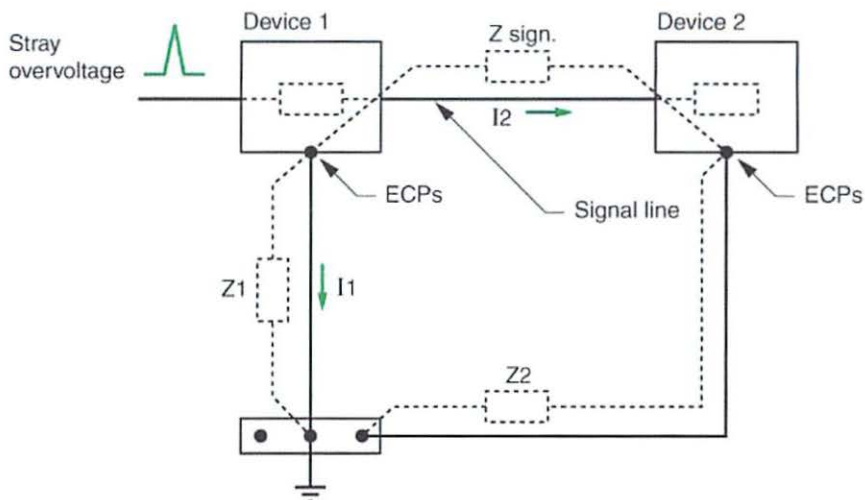 Device 1
Device 2
Stray
overvoltage
Z sign.
I2
ECPs
ECPs
Signal line
Z1
I1
Z2